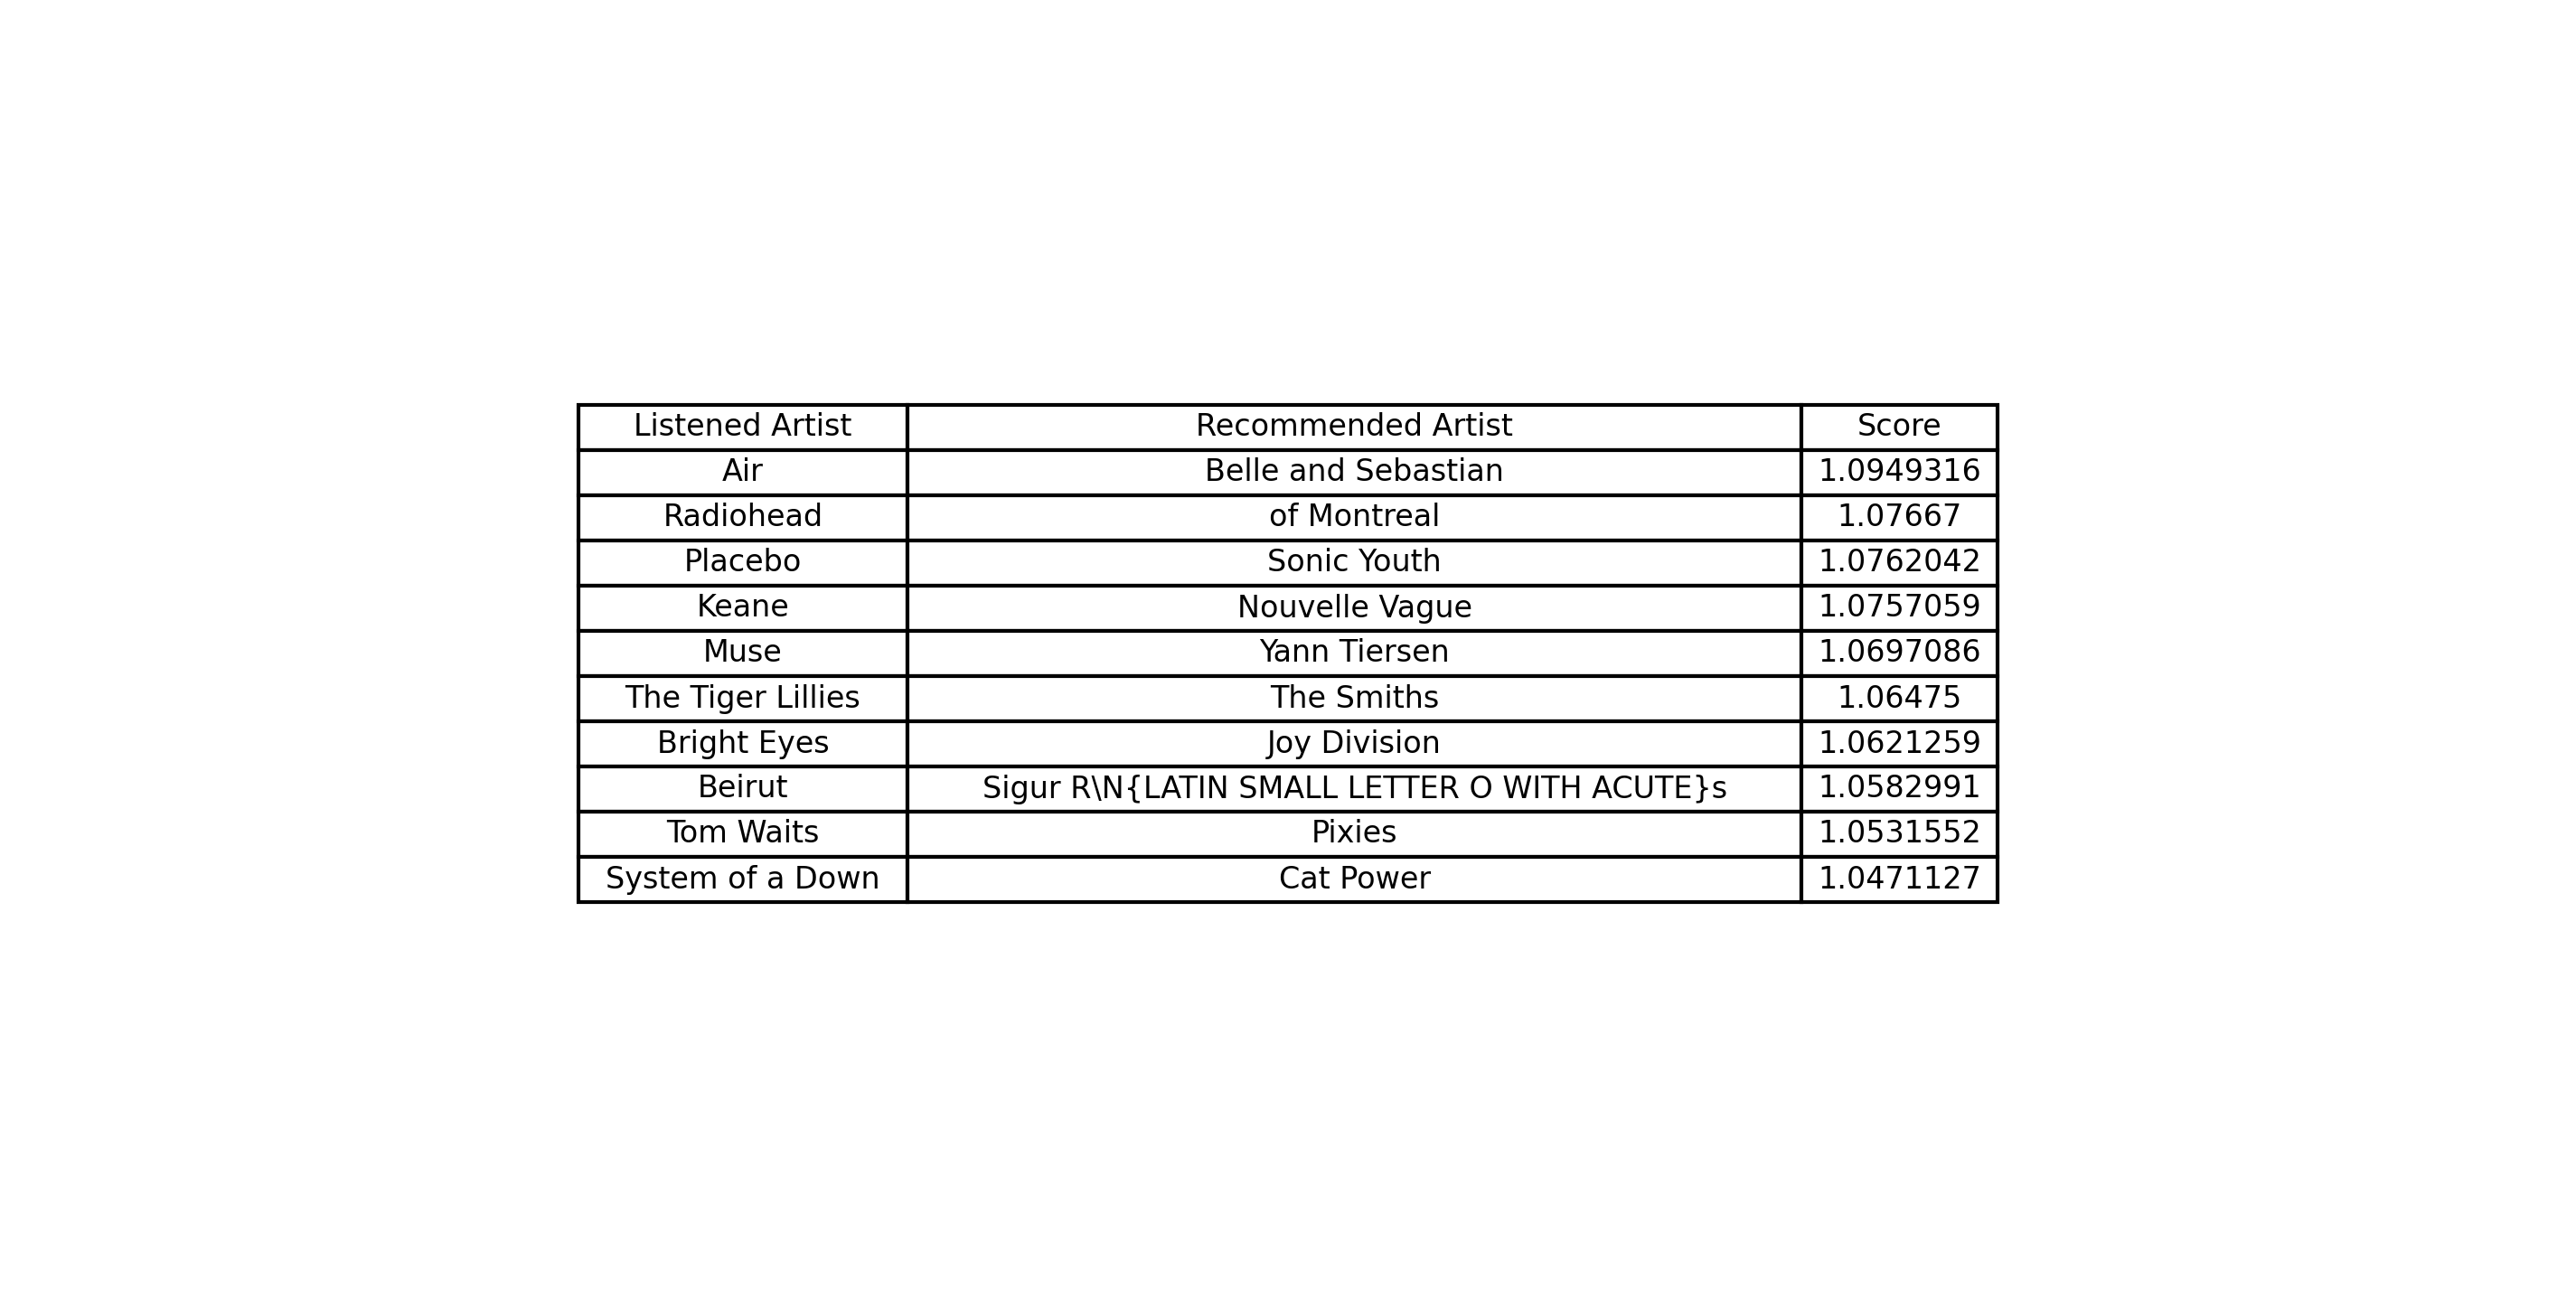 Listened Artist Recommended Artist Score
Air Belle and Sebastian 1.0949316
Radiohead of Montreal 1.07667
Placebo Sonic Youth 1.0762042
Keane Nouvelle Vague 1.0757059
Muse Yann Tiersen 1.0697086
The Tiger Lillies The Smiths 1.06475
Bright Eyes Joy Division 1.0621259
Beirut Sigur R\N{LATIN SMALL LETTER O WITH ACUTE}s 1.0582991
Tom Waits Pixies 1.0531552
System of a Down Cat Power 1.0471127